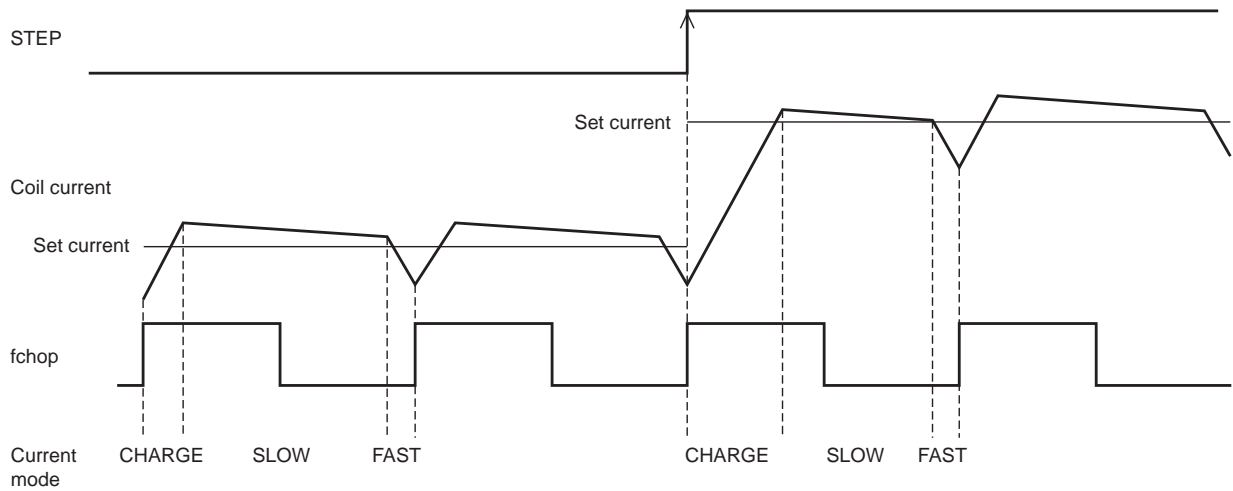 STEP
Set current
Coil current
Set current
fchop
Current mode
CHARGE SLOW FAST CHARGE SLOW FAST